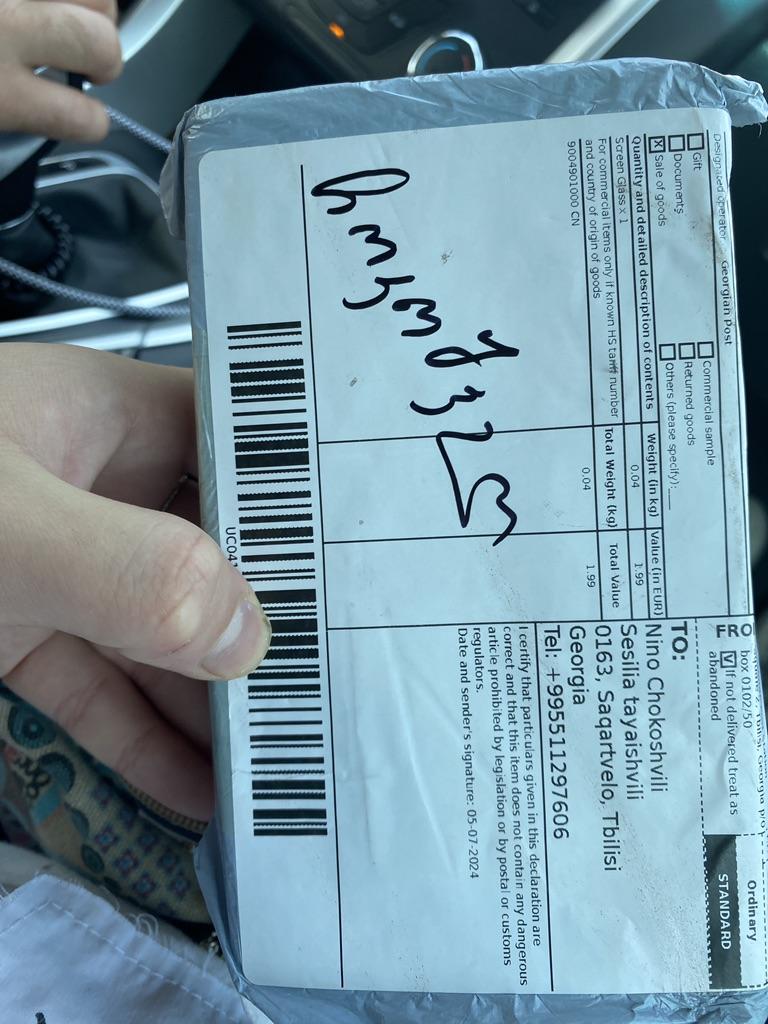 Designated operator Georgian Post
Gift
Commercial sample
Documents
Returned goods
X Sale of goods
Others (please specify):___
Quantity and detailed description of contents
Weight (in kg)
Value (in EUR)
Screen Glass x 1
0.04
1.99
For commercial items only if known HS tariff number
and country of origin of goods
Total Weight (kg)
Total Value
9004901000 CN
0.04
1.99
ჩოკოშვილი
UC041
Ordinary
STANDARD
FRO
box 0102/50
If not delivered treat as
abandoned
TO:
Nino Chokoshvili
Sesilia tayaishvili
0163, Saqartvelo, Tbilisi
Georgia
Tel: +995511297606
I certify that particulars given in this declaration are
correct and that this item does not contain any dangerous
article prohibited by legislation or by postal or customs
regulators.
Date and sender's signature: 05-07-2024